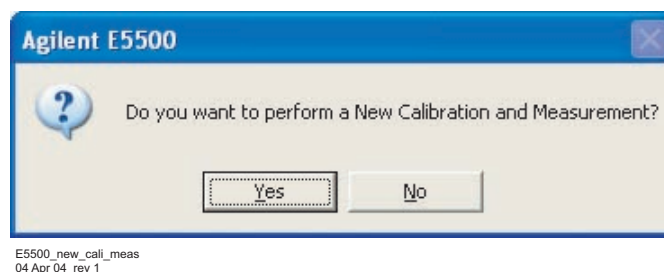 Agilent E5500
Do you want to perform a New Calibration and Measurement?
Yes
No
E5500_new_cali_meas
04 Apr 04 rev 1